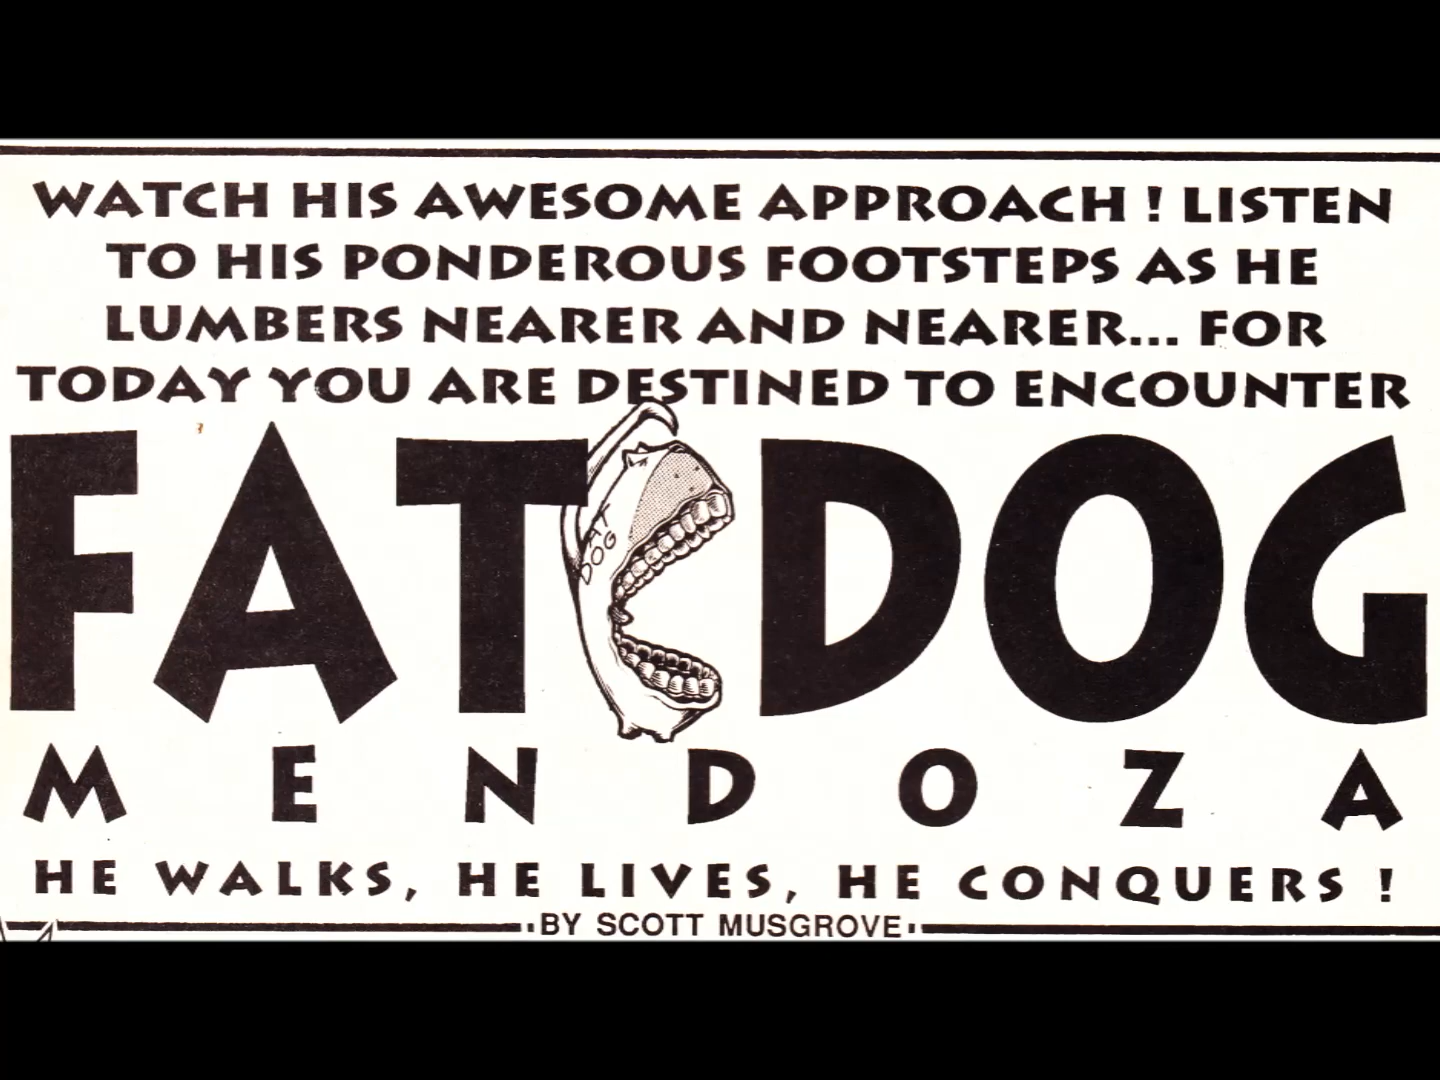 WATCH HIS AWESOME APPROACH ! LISTEN
TO HIS PONDEROUS FOOTSTEPS AS HE
LUMBERS NEARER AND NEARER... FOR
TODAY YOU ARE DESTINED TO ENCOUNTER
FAT DOG
FAT
DOG
MENDOZA
HE WALKS, HE LIVES, HE CONQUERS !
BY SCOTT MUSGROVE